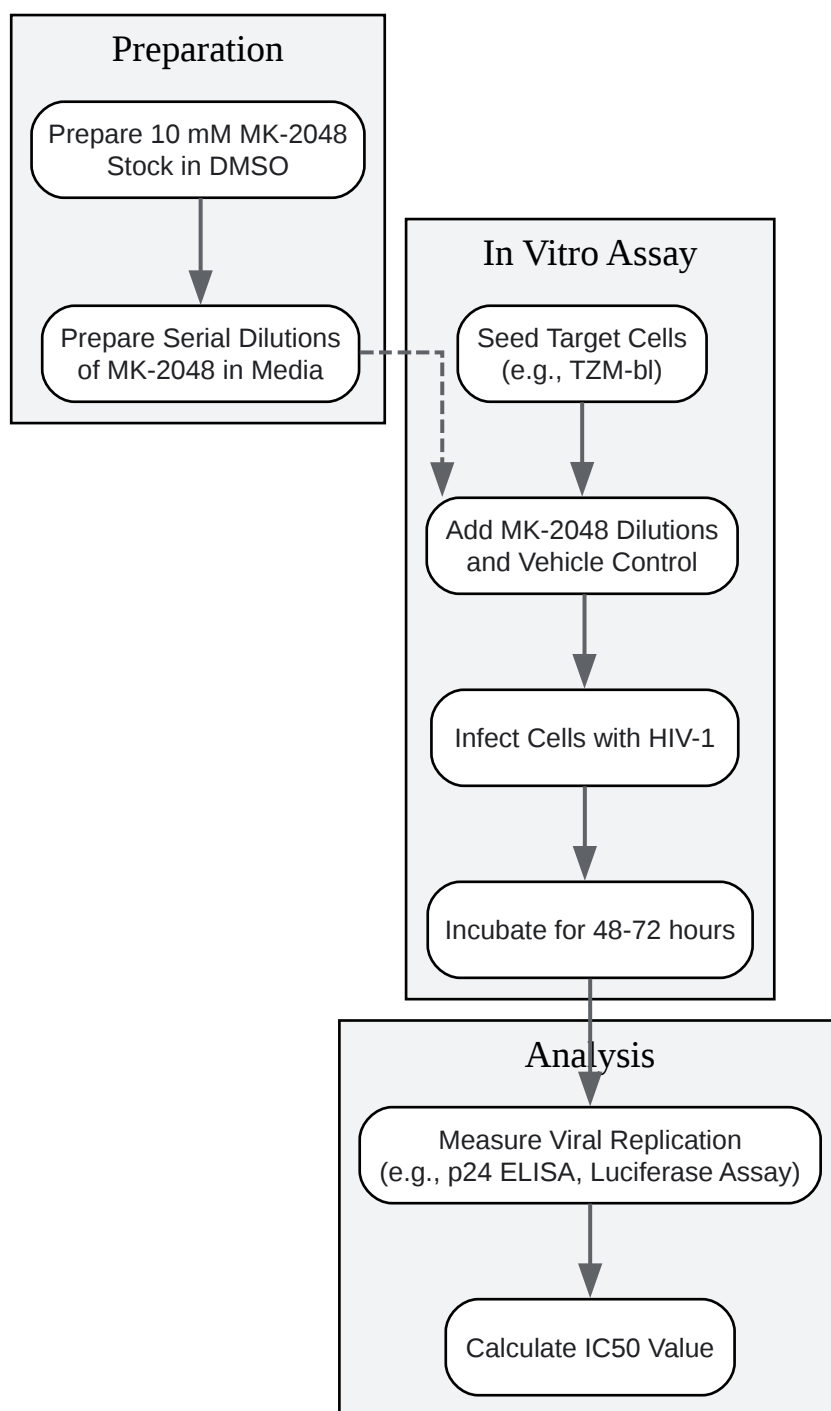 Preparation
Prepare 10 mM MK-2048
Stock in DMSO
Prepare Serial Dilutions
of MK-2048 in Media
In Vitro Assay
Seed Target Cells
(e.g., TZM-bl)
Add MK-2048 Dilutions
and Vehicle Control
Infect Cells with HIV-1
Incubate for 48-72 hours
Analysis
Measure Viral Replication
(e.g., p24 ELISA, Luciferase Assay)
Calculate IC50 Value